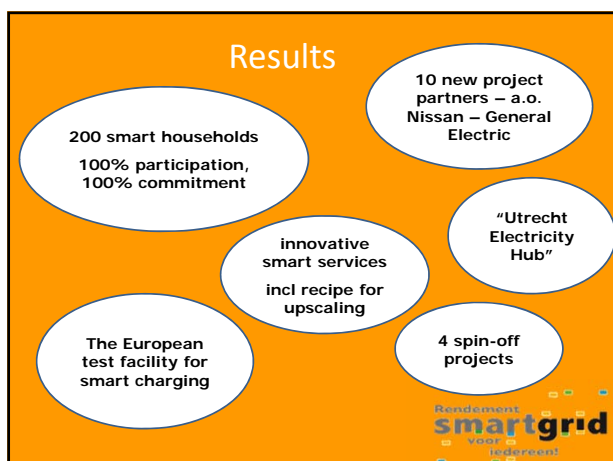 Results
10 new project
partners – a.o.
Nissan – General
Electric
200 smart households
100% participation,
100% commitment
"Utrecht
Electricity
Hub"
innovative
smart services
incl recipe for
upscaling
The European
test facility for
smart charging
4 spin-off
projects
Rendement
smartgrid
voor
iedereen!